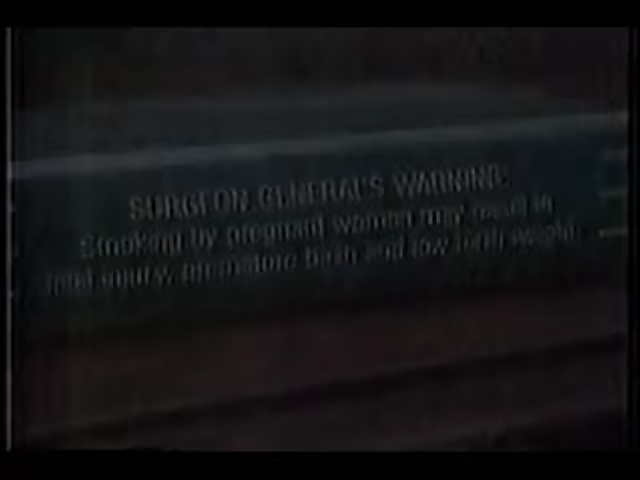 SURGEON GENERAL'S WARNING:
Smoking by pregnant women may result in
fetal injury, premature birth and low birth weight.